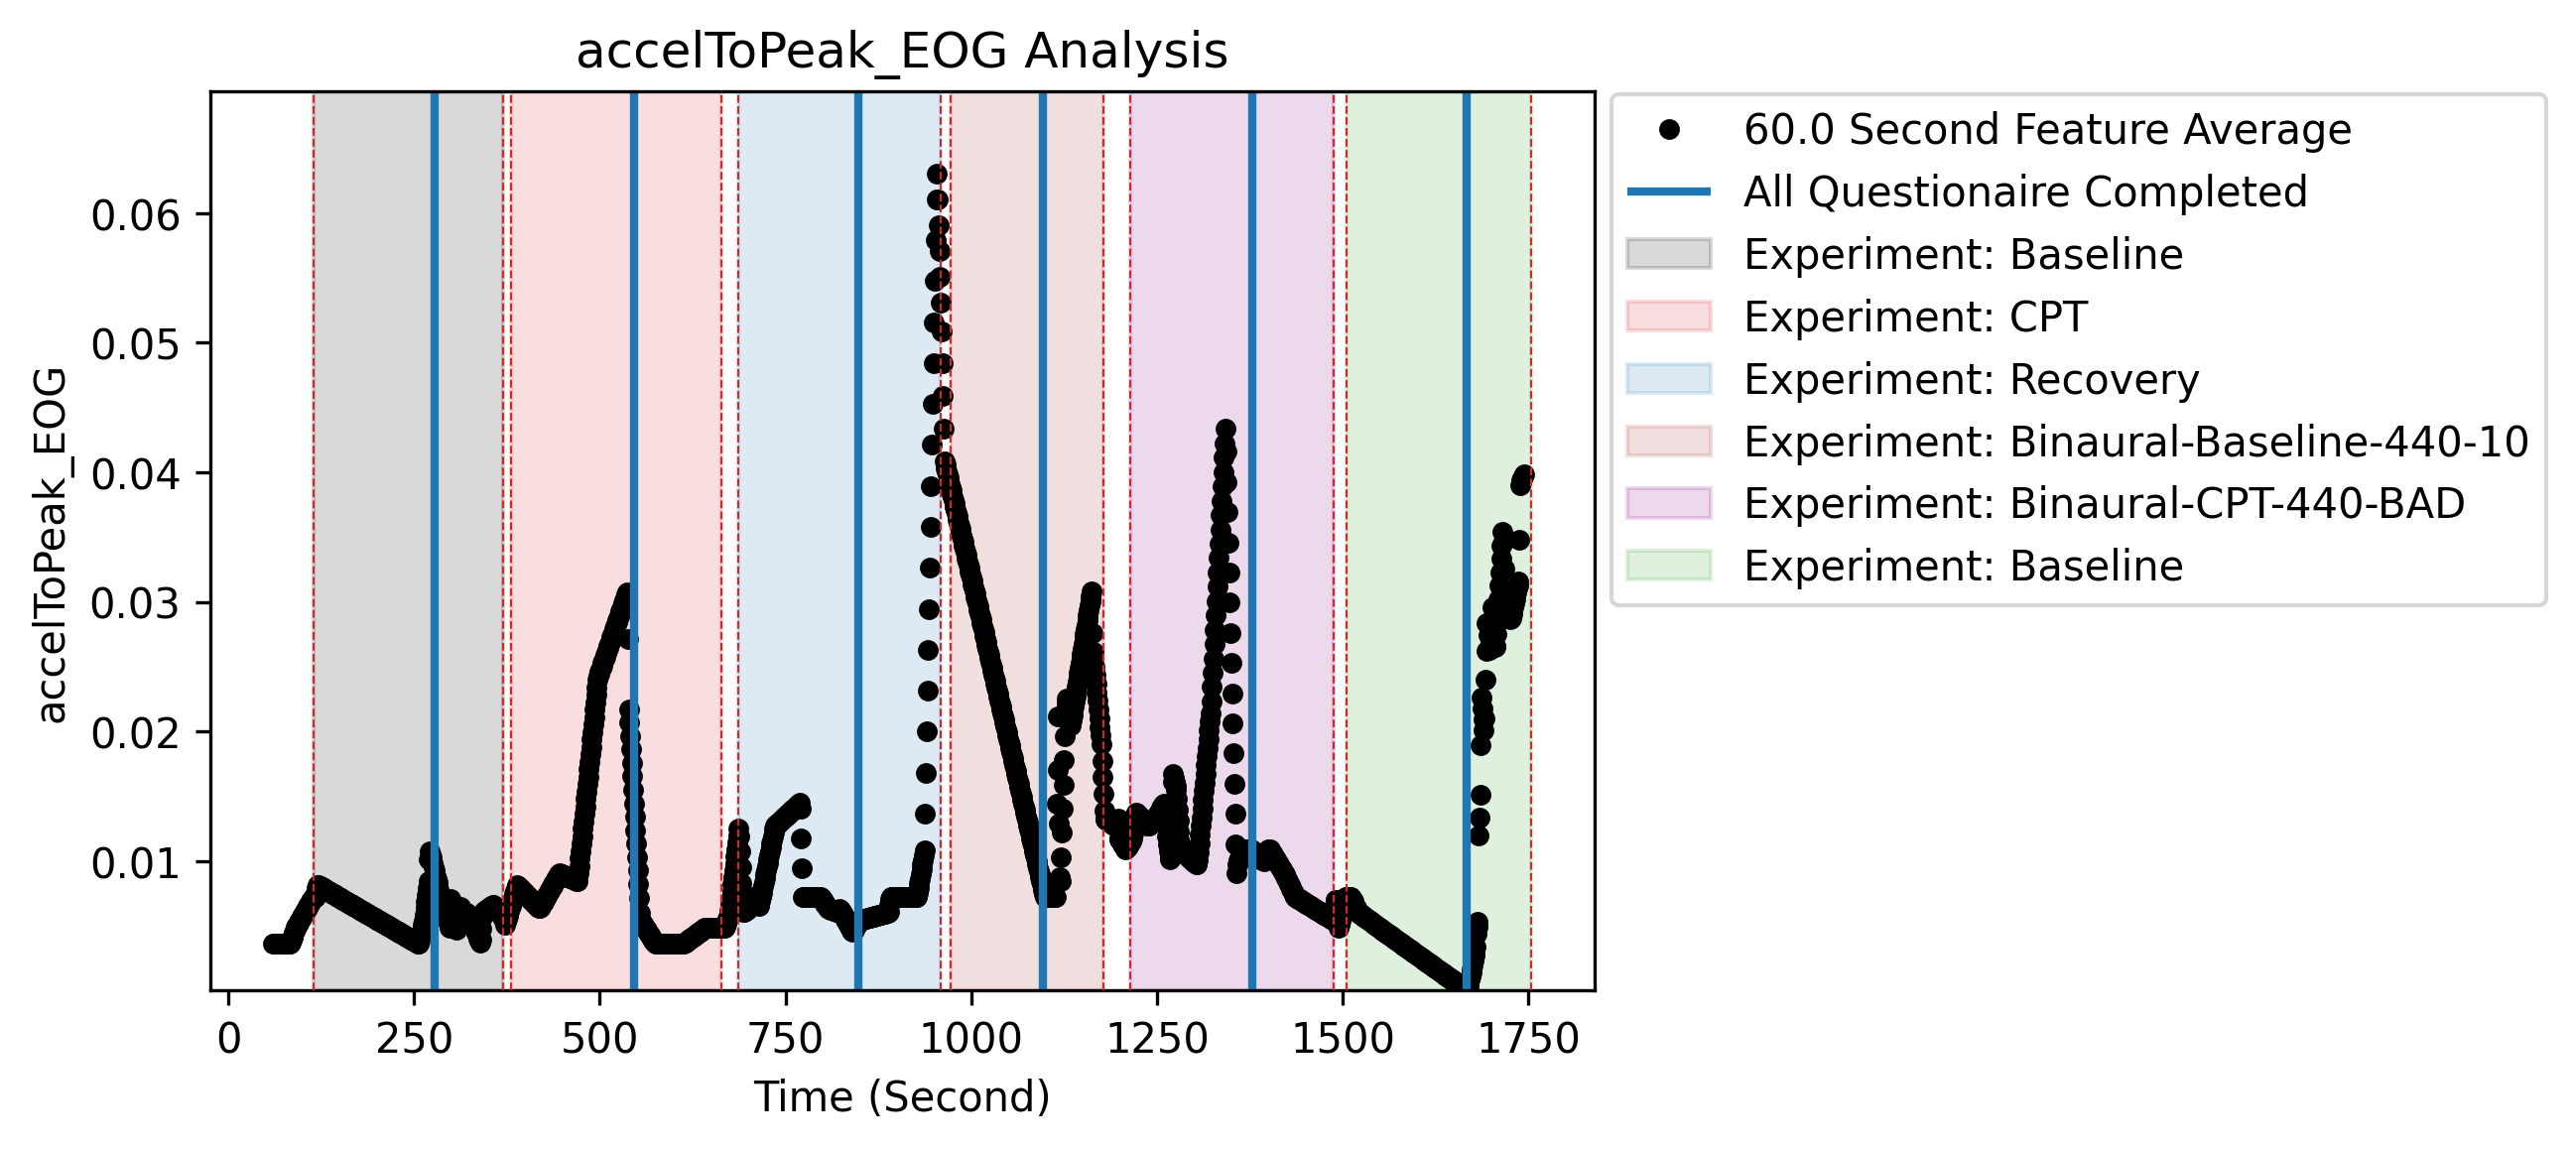 accelToPeak_EOG Analysis
accelToPeak_EOG
0.06
0.05
0.04
0.03
0.02
0.01
0
250
500
750
1000
1250
1500
1750
Time (Second)
60.0 Second Feature Average
All Questionaire Completed
Experiment: Baseline
Experiment: CPT
Experiment: Recovery
Experiment: Binaural-Baseline-440-10
Experiment: Binaural-CPT-440-BAD
Experiment: Baseline